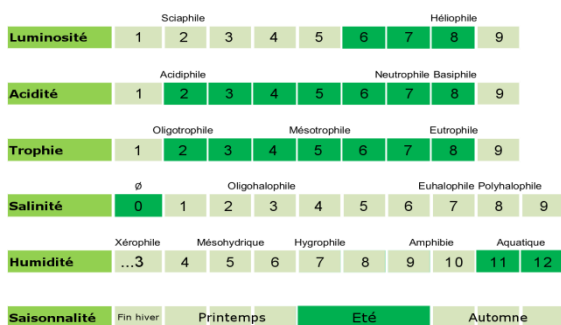 Sciaphile Héliophile
Luminosité 1 2 3 4 5 6 7 8 9
Acidiphile Neutrophile Basiphile
Acidité 1 2 3 4 5 6 7 8 9
Oligotrophile Mésotrophile Eutrophile
Trophie 1 2 3 4 5 6 7 8 9
Ø Oligohalophile Euhalophile Polyhalophile
Salinité 0 1 2 3 4 5 6 7 8 9
Xérophile Mésohydrique Hygrophile Amphibie Aquatique
Humidité ...3 4 5 6 7 8 9 10 11 12
Saisonnalité Fin hiver Printemps Eté Automne